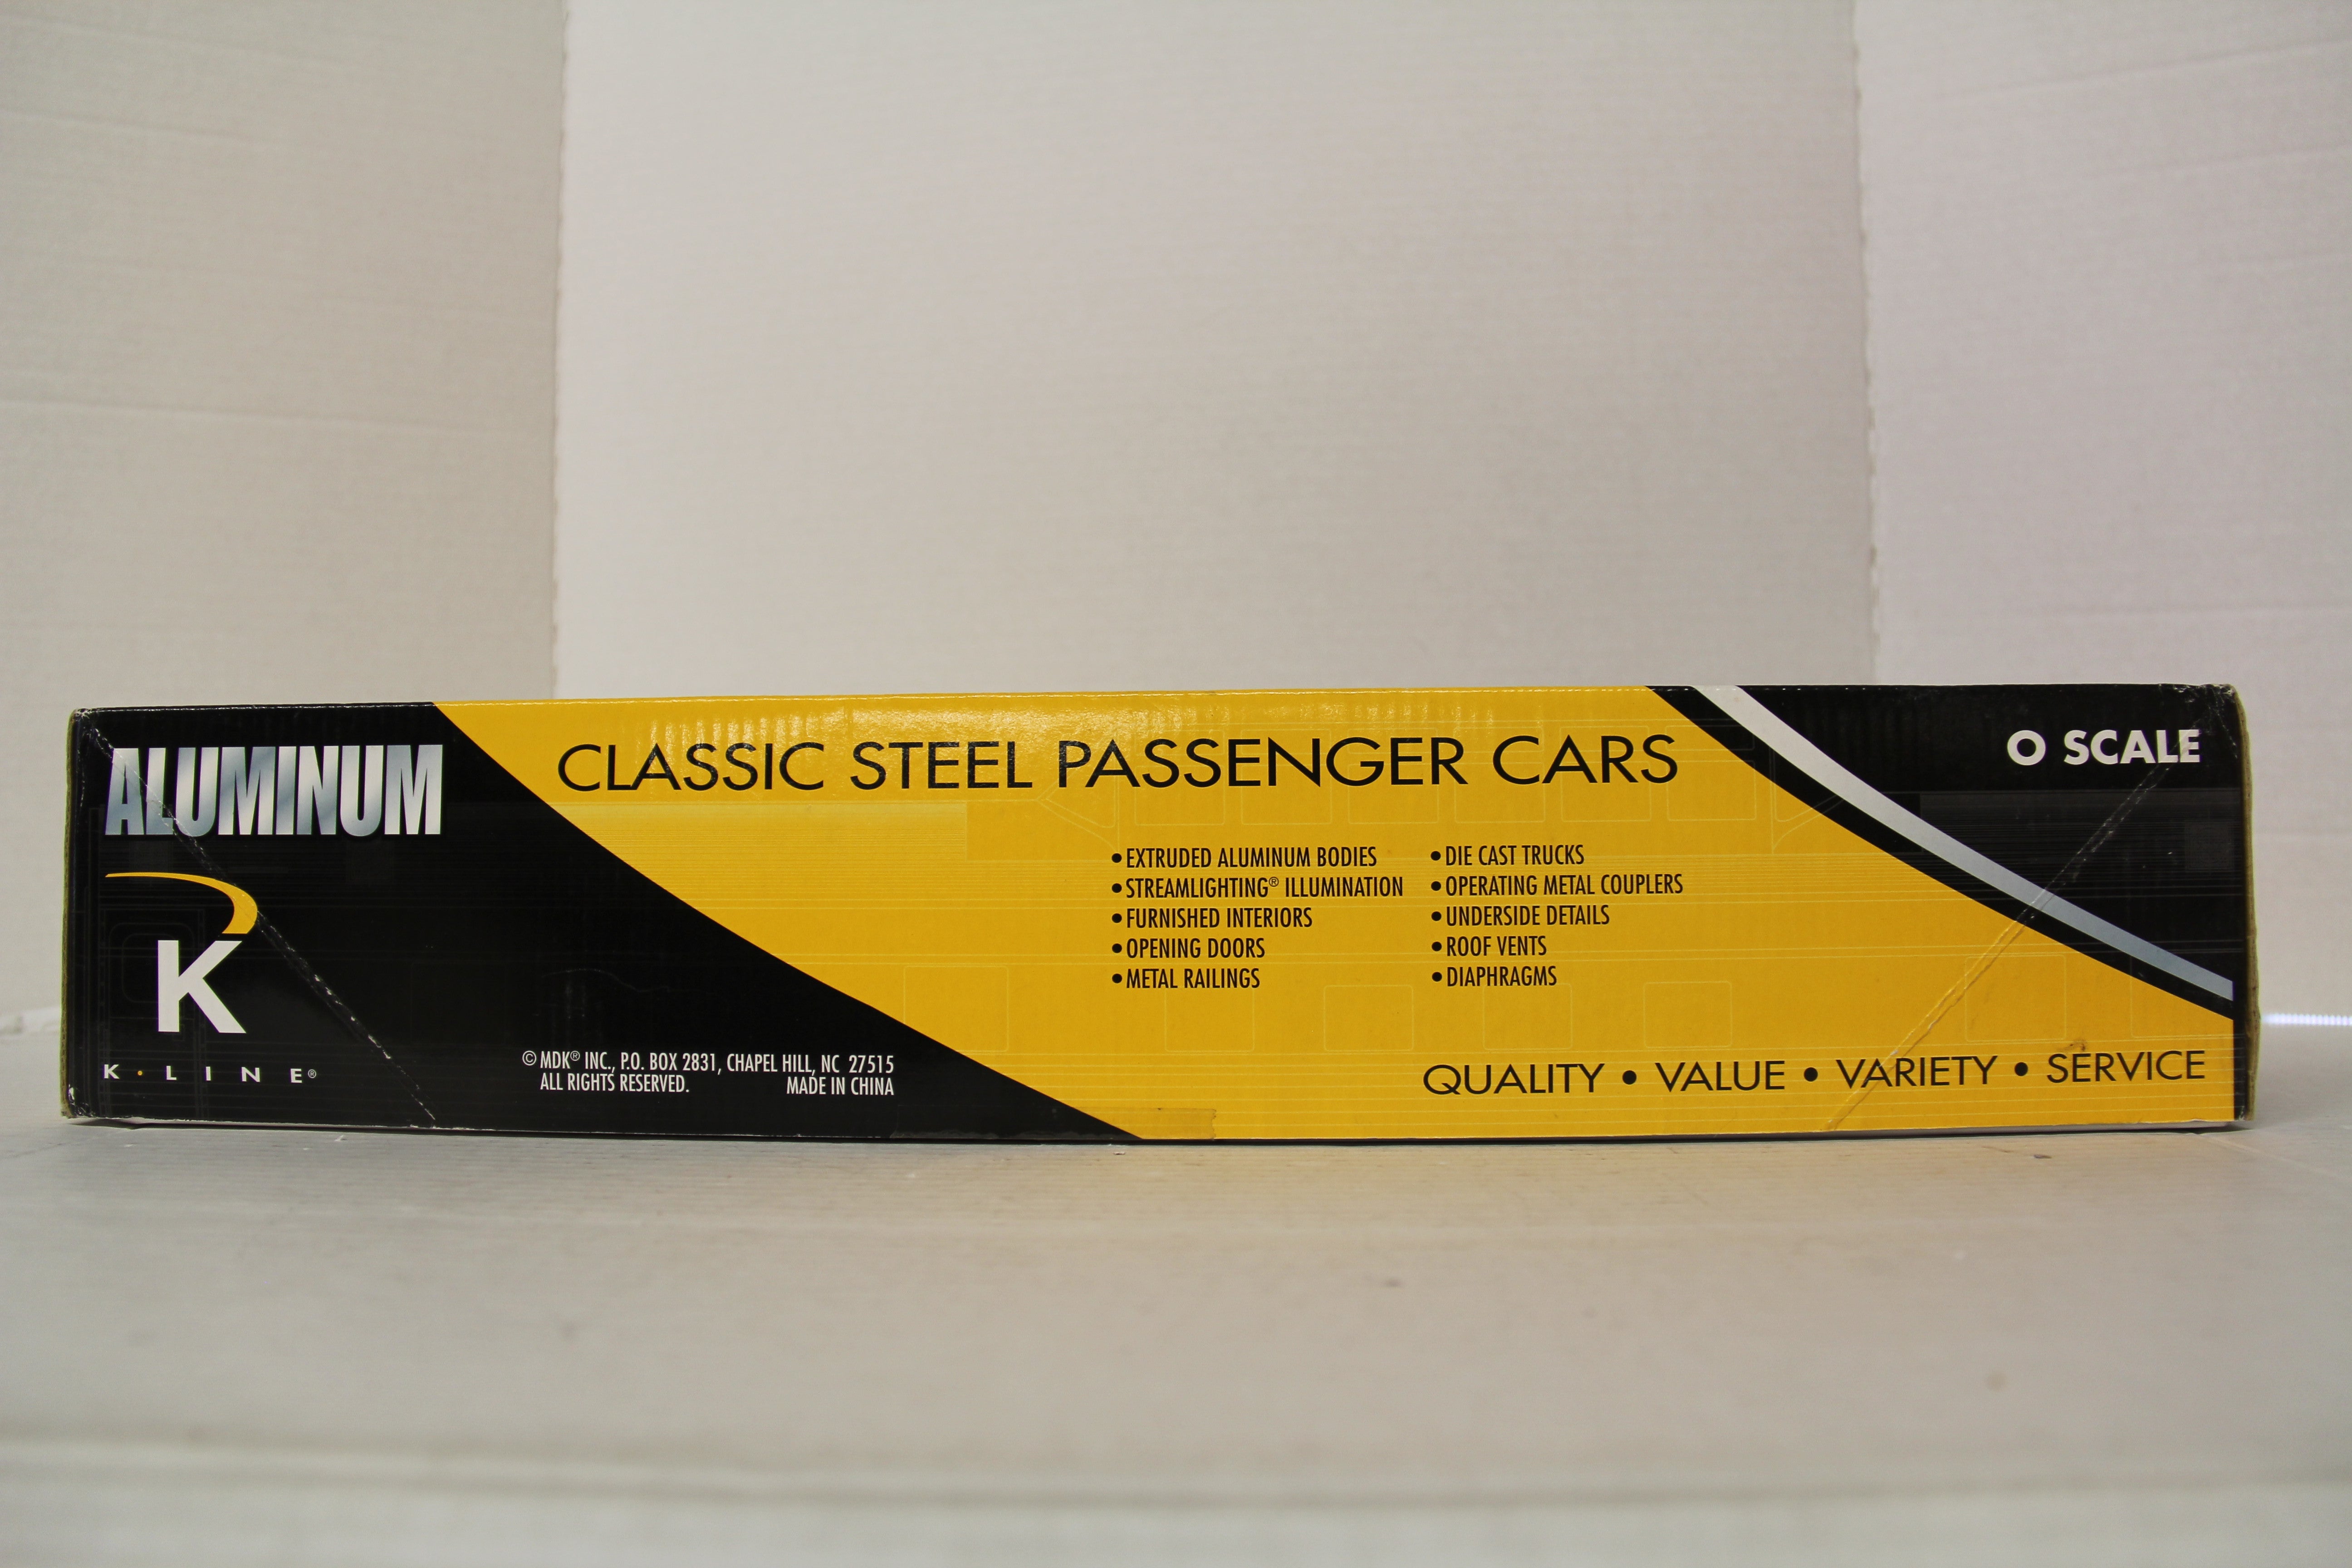 ALUMINUM
CLASSIC STEEL PASSENGER CARS
O SCALE
•EXTRUDED ALUMINUM BODIES
•STREAMLIGHTING® ILLUMINATION
•FURNISHED INTERIORS
•OPENING DOORS
•METAL RAILINGS
•DIE CAST TRUCKS
•OPERATING METAL COUPLERS
•UNDERSIDE DETAILS
•ROOF VENTS
•DIAPHRAGMS
K
K·LINE®
© MDK® INC., P.O. BOX 2831, CHAPEL HILL, NC 27515
ALL RIGHTS RESERVED. MADE IN CHINA
QUALITY • VALUE • VARIETY • SERVICE